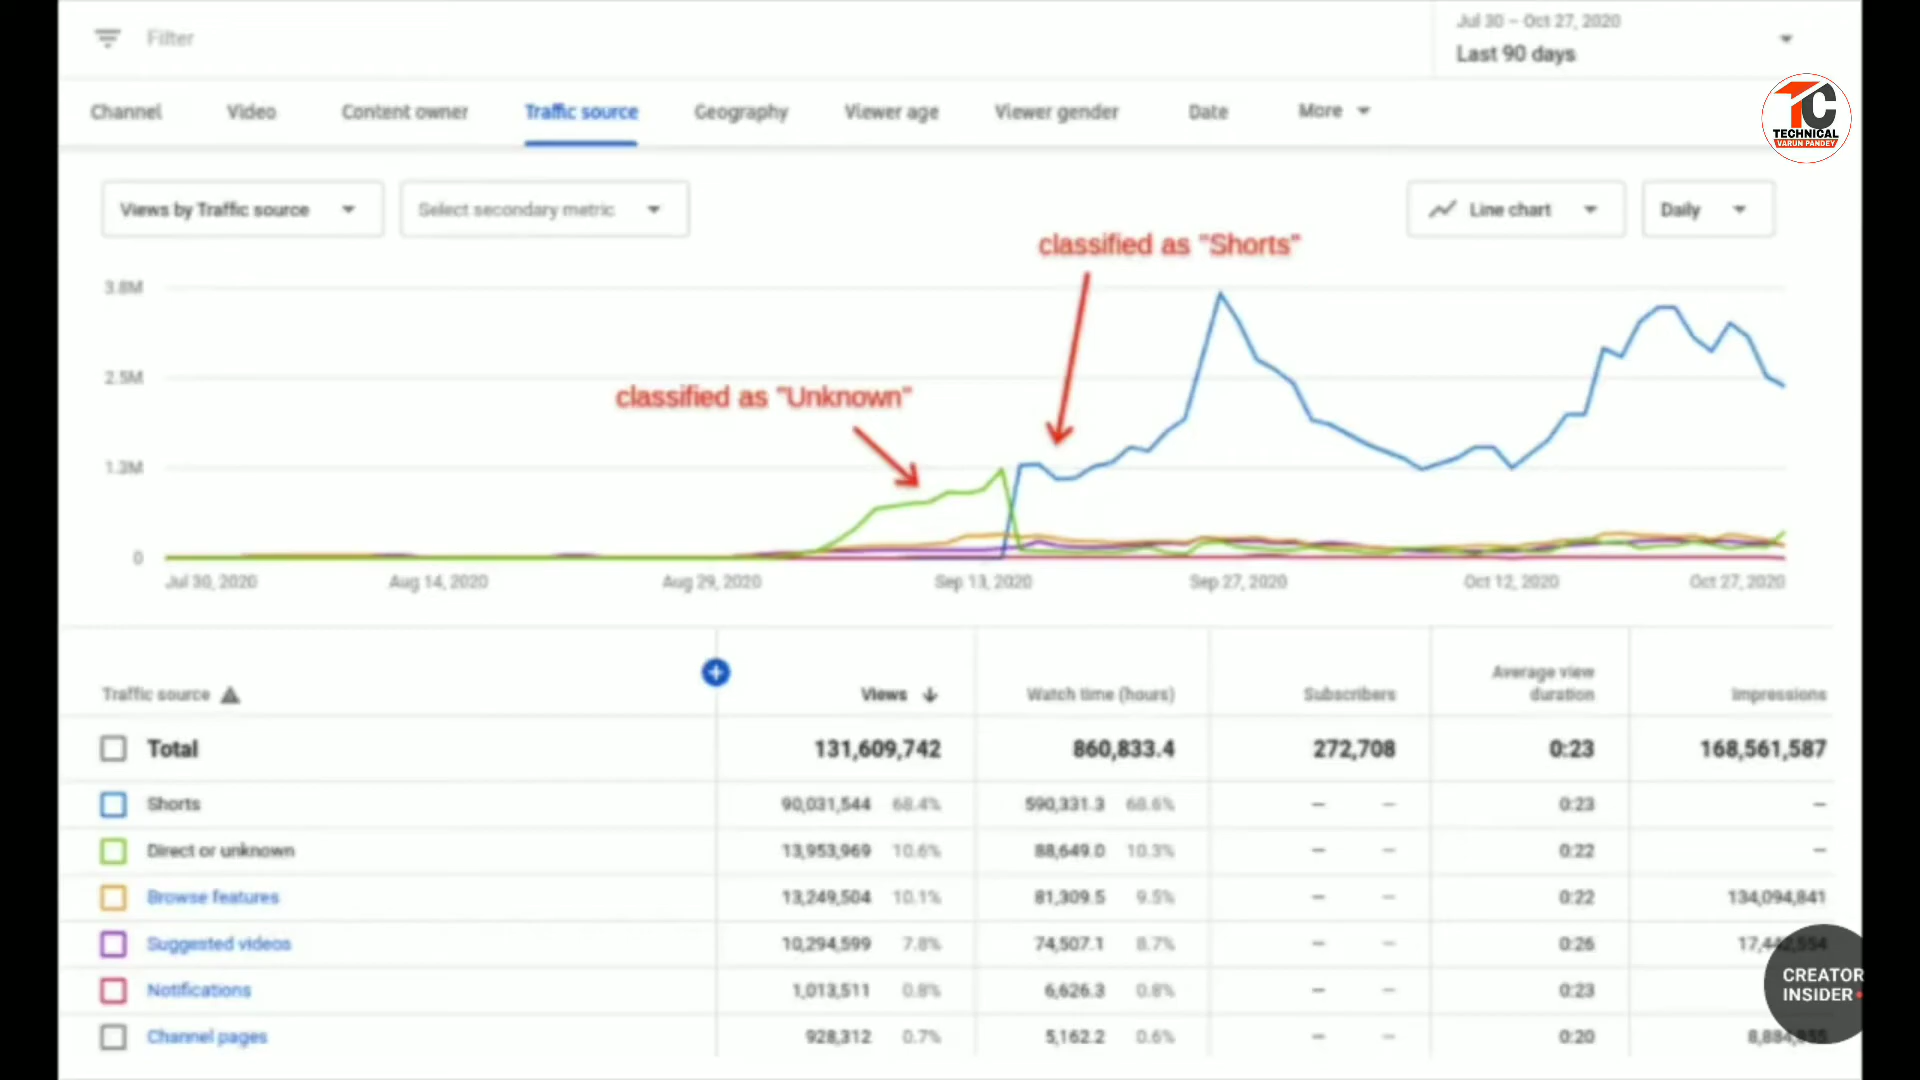 Filter
Jul 30 – Oct 27, 2020
Last 90 days
Channel Video Content owner Traffic source Geography Viewer age Viewer gender Date More
TC
TECHNICAL
VARUN PANDEY
Views by Traffic source Select secondary metric Line chart Daily
classified as "Shorts"
3.8M
2.5M
classified as "Unknown"
1.3M
0
Jul 30, 2020 Aug 14, 2020 Aug 29, 2020 Sep 13, 2020 Sep 27, 2020 Oct 12, 2020 Oct 27, 2020
Traffic source Views Watch time (hours) Subscribers Average view duration Impressions
Total 131,609,742 860,833.4 272,708 0:23 168,561,587
Shorts 90,031,544 68.4% 590,331.3 68.6% – – 0:23 –
Direct or unknown 13,953,969 10.6% 88,649.0 10.3% – – 0:22 –
Browse features 13,249,504 10.1% 81,309.5 9.5% – – 0:22 134,094,841
Suggested videos 10,294,599 7.8% 74,507.1 8.7% – – 0:26
Notifications 1,013,511 0.8% 6,626.3 0.8% – – 0:23
Channel pages 928,312 0.7% 5,162.2 0.6% – – 0:20
CREATOR
INSIDER